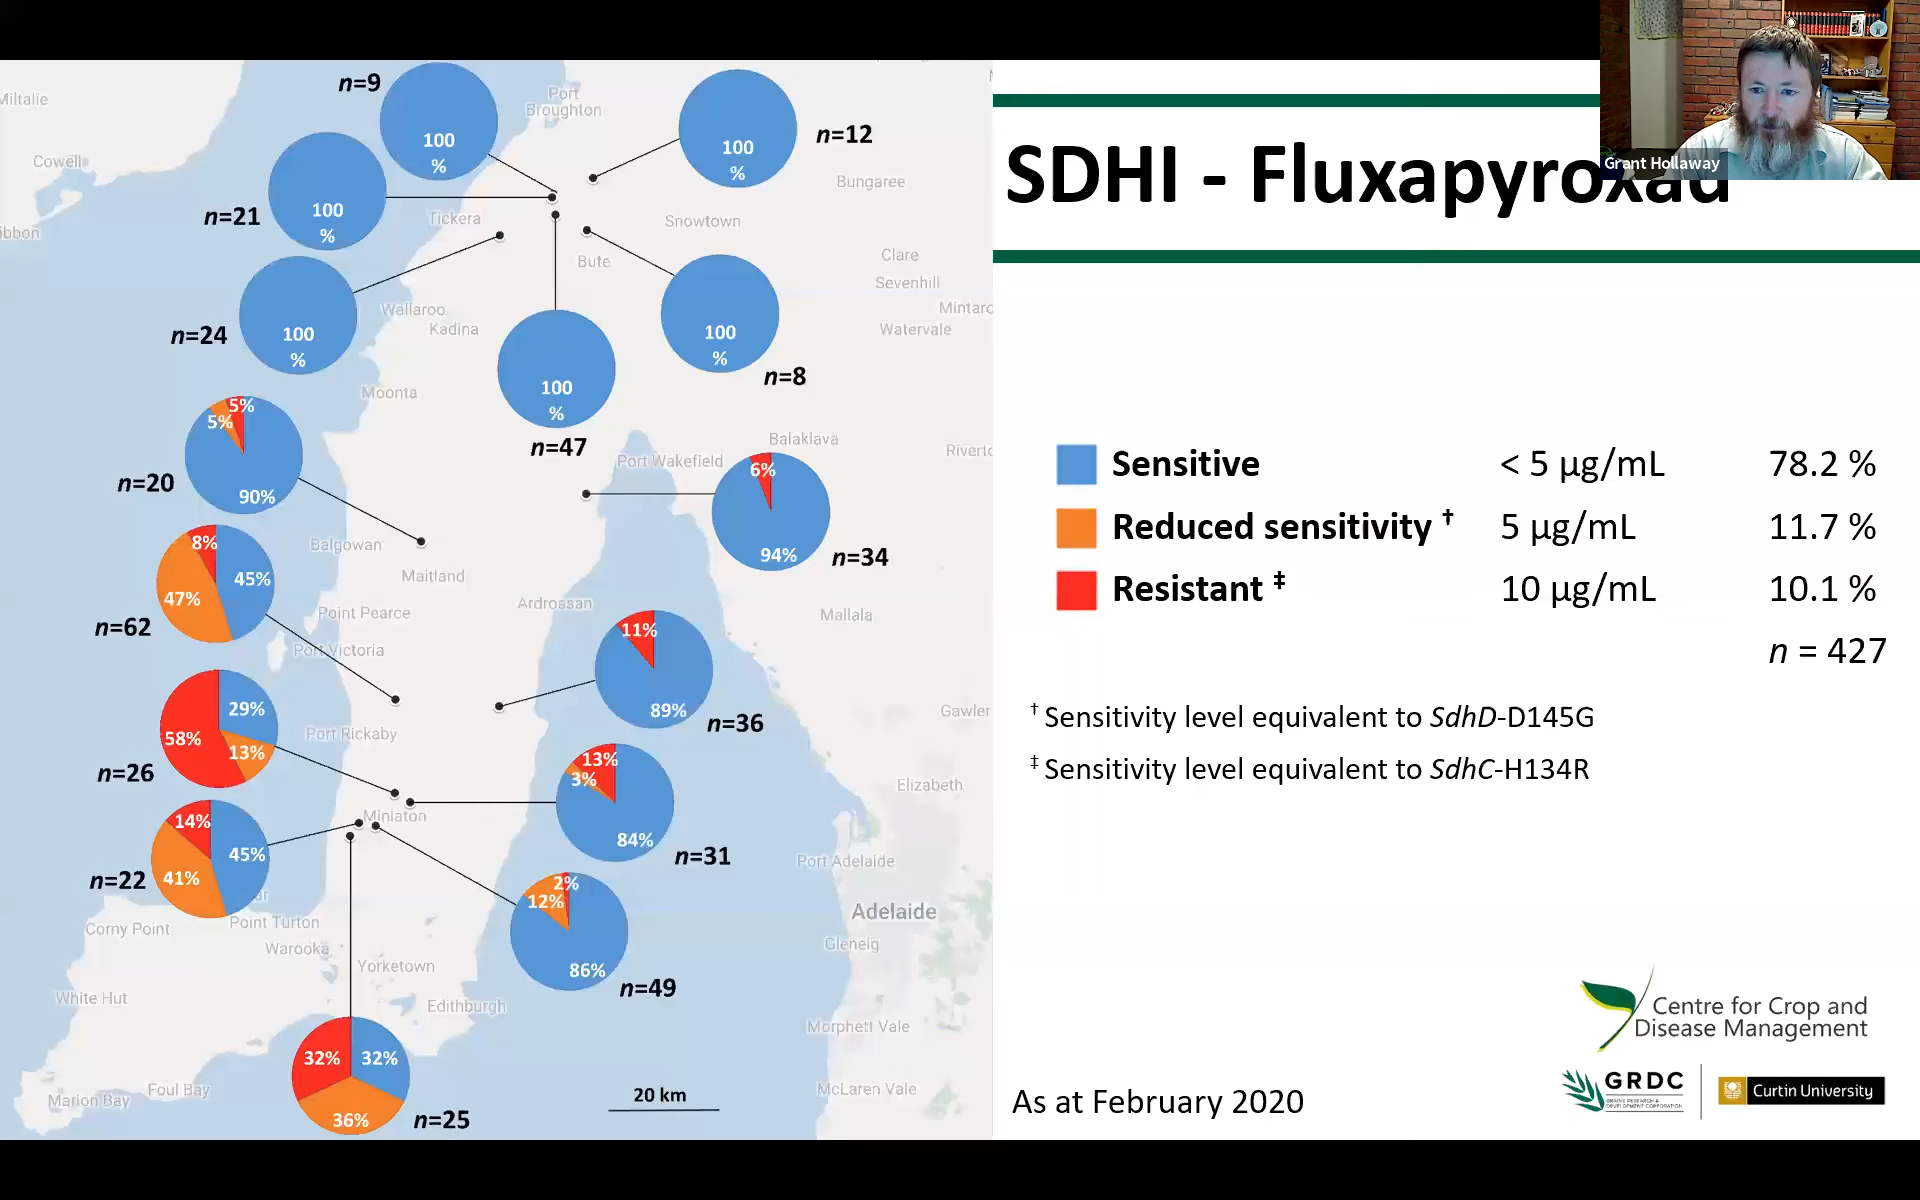 n=9
Port
Broughton
100
%
n=12
100
%
Miltalie
Cowell
Bungaree
Grant Hollaway
SDHI - Fluxapyroxad
n=21
100
%
Tickera
Snowtown
Bute
Clare
Sevenhill
n=24
100
%
Wallaroo
Kadina
100
%
n=8
Watervale
Moonta
100
%
n=47
5%
5%
90%
n=20
Balaklava
Port Wakefield
6%
94%
n=34
Sensitive < 5 µg/mL 78.2 %
Reduced sensitivity † 5 µg/mL 11.7 %
Resistant ‡ 10 µg/mL 10.1 %
n = 427
Balgowan
Maitland
8%
45%
47%
n=62
Point Pearce
Ardrossan
Mallala
Port Victoria
11%
89%
n=36
† Sensitivity level equivalent to SdhD-D145G
‡ Sensitivity level equivalent to SdhC-H134R
29%
58%
13%
n=26
Port Rickaby
Gawler
13%
3%
84%
n=31
Elizabeth
Minlaton
14%
45%
41%
n=22
Port Adelaide
2%
12%
86%
n=49
Adelaide
Glenelg
Corny Point
Point Turton
Warooka
Yorketown
White Hut
Edithburgh
Morphett Vale
32%
32%
36%
n=25
20 km
Foul Bay
Marion Bay
McLaren Vale
As at February 2020
Centre for Crop and
Disease Management
GRDC
GRAINS RESEARCH &
DEVELOPMENT CORPORATION
Curtin University